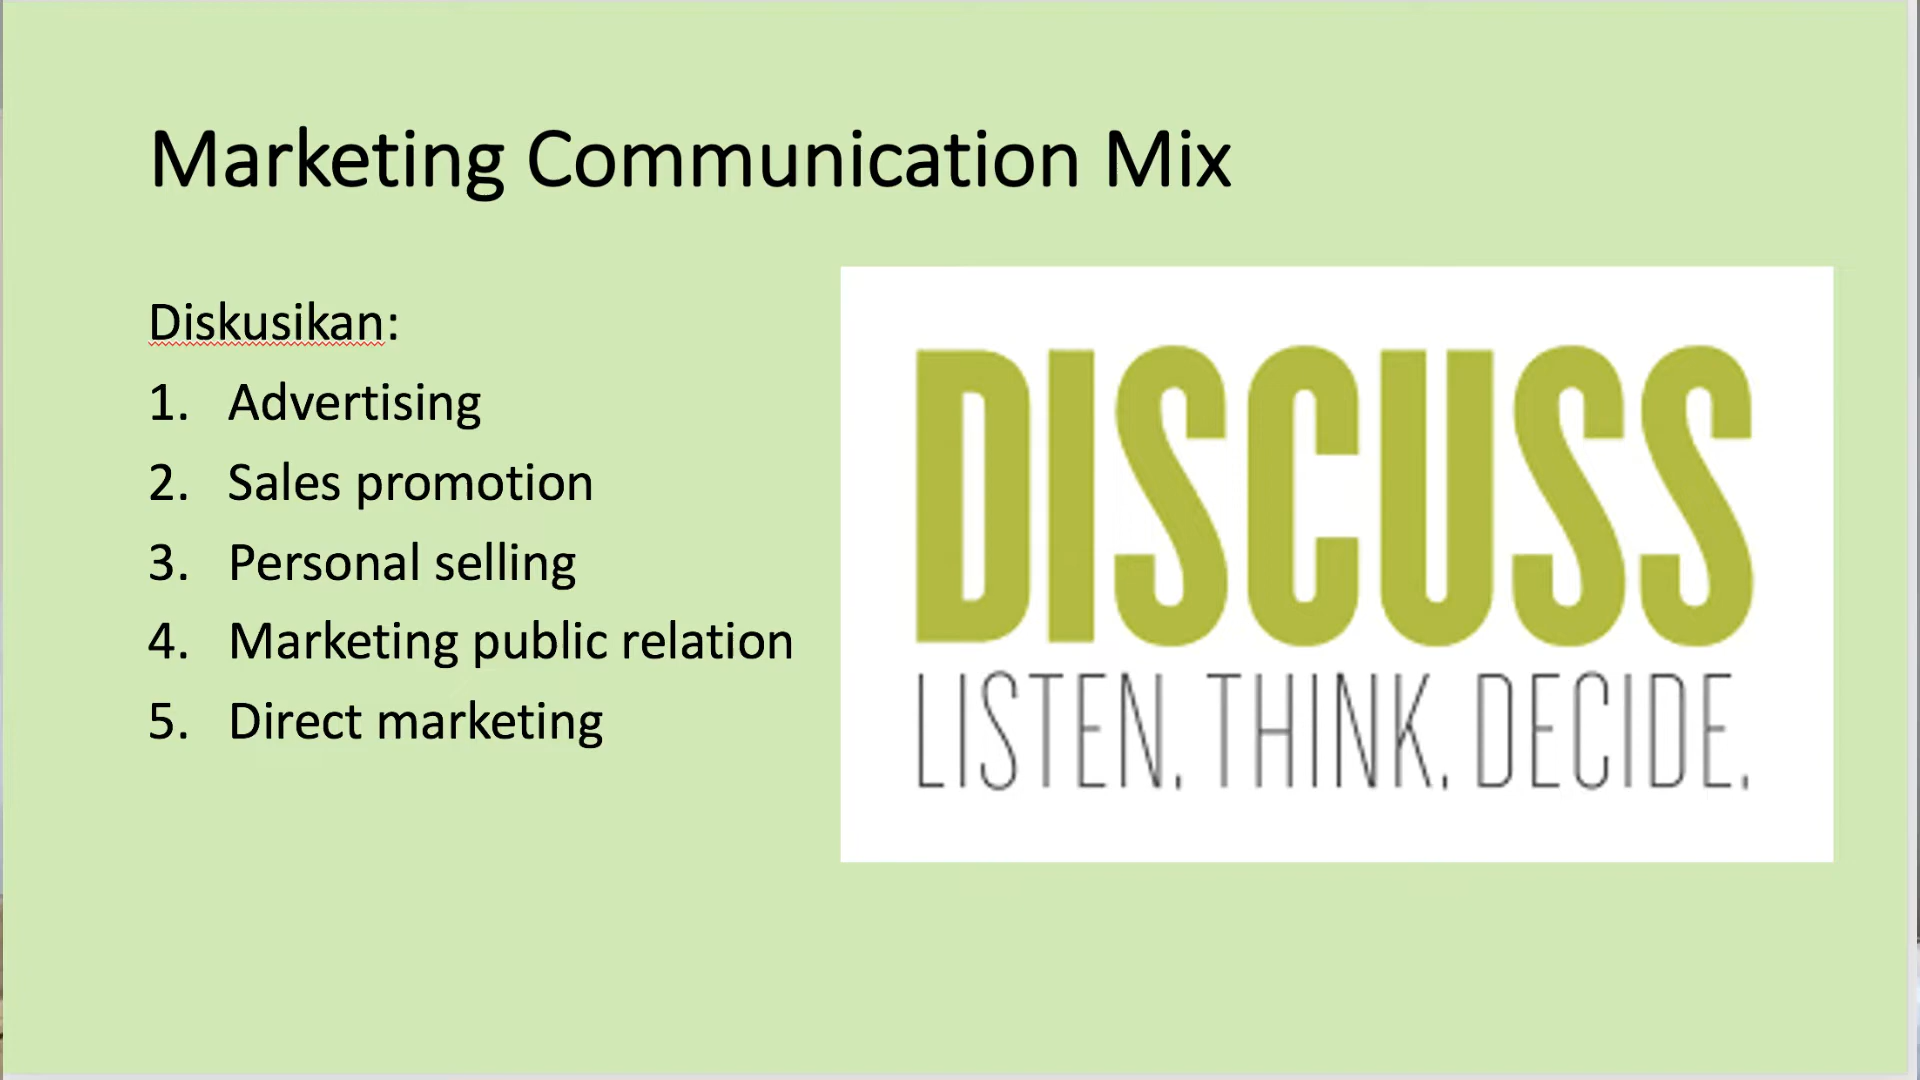 Marketing Communication Mix
Diskusikan:
1. Advertising
2. Sales promotion
3. Personal selling
4. Marketing public relation
5. Direct marketing
DISCUSS
LISTEN. THINK. DECIDE.